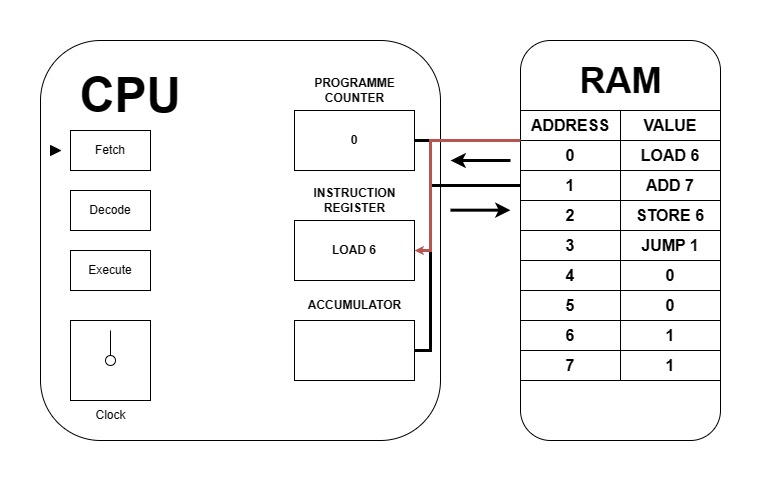 CPU
Fetch
Decode
Execute
Clock
PROGRAMME
COUNTER
0
INSTRUCTION
REGISTER
LOAD 6
ACCUMULATOR
RAM
ADDRESS VALUE
0 LOAD 6
1 ADD 7
2 STORE 6
3 JUMP 1
4 0
5 0
6 1
7 1